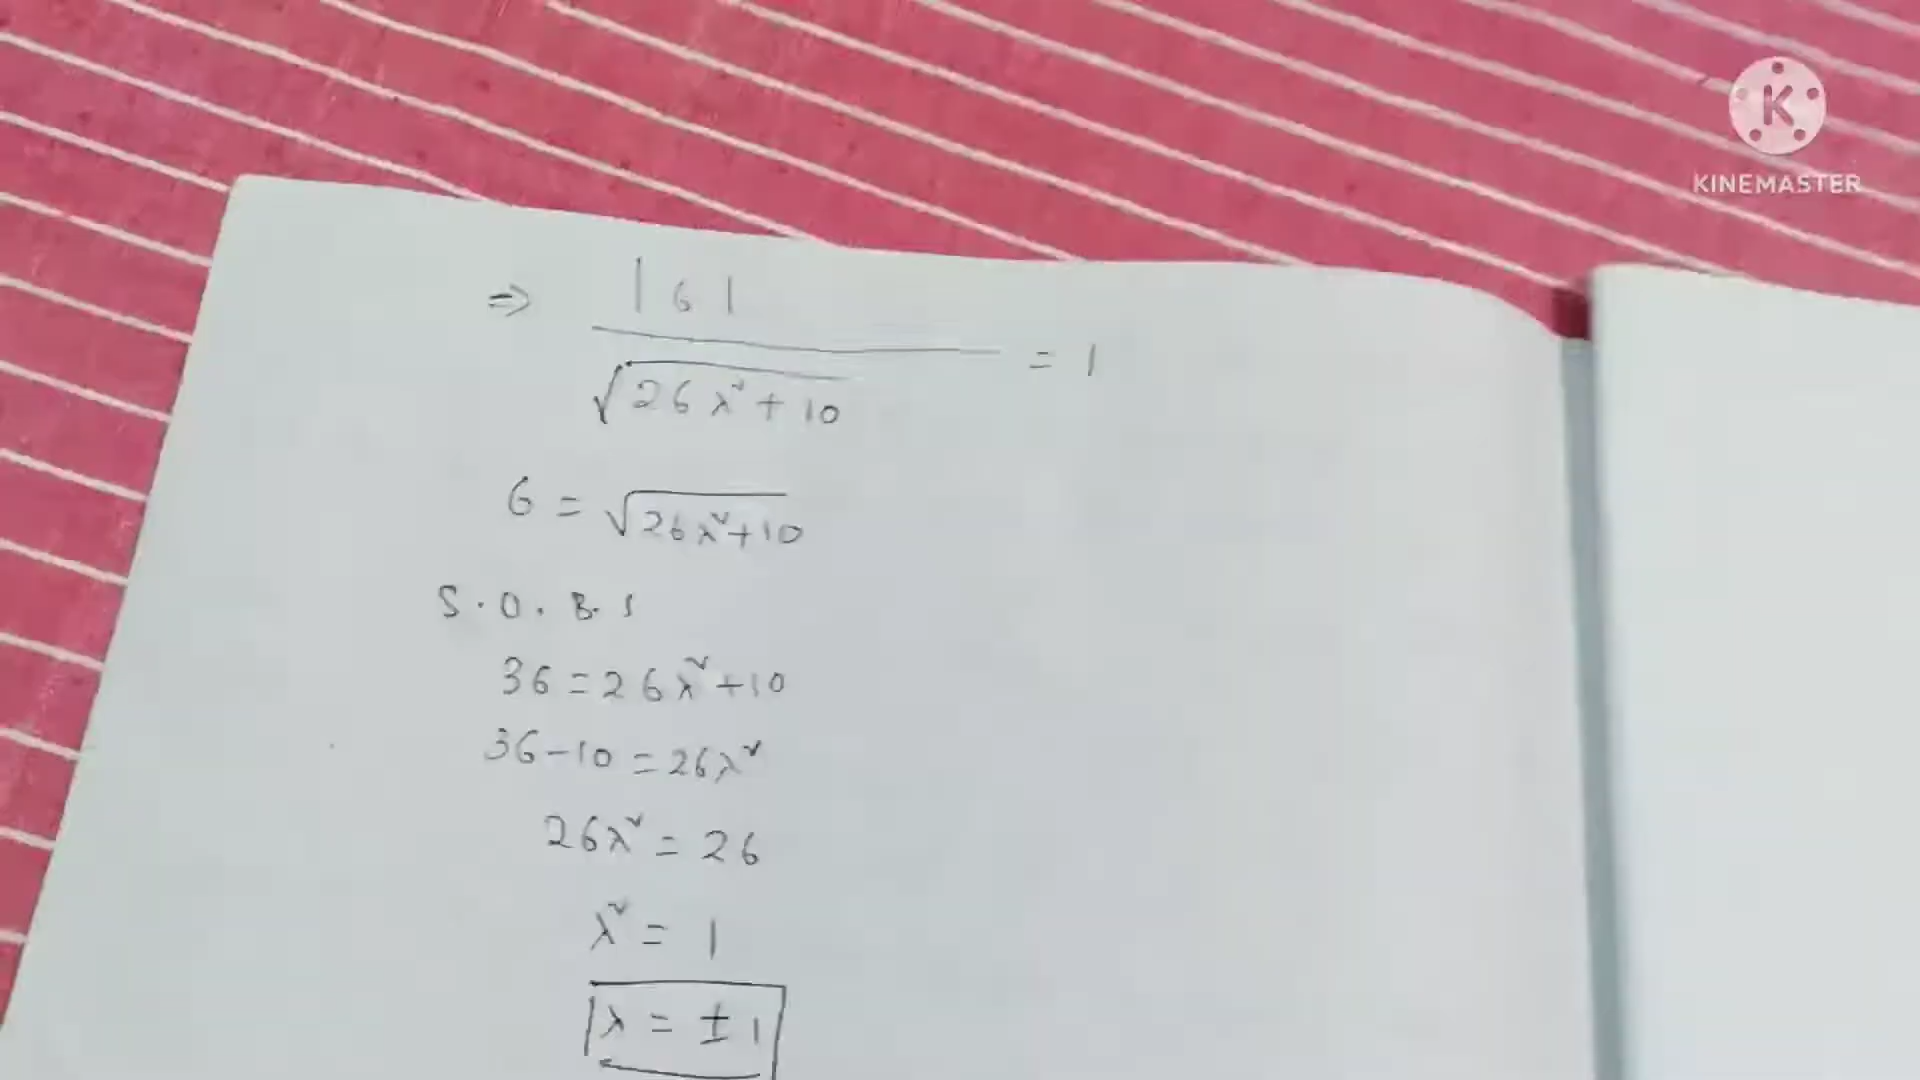 K
KINEMASTER
⇒ |6| / √(26λ²+10) = 1
6 = √(26λ²+10)
S.O.B.S
36 = 26λ²+10
36-10 = 26λ²
26λ² = 26
λ² = 1
λ = ±1